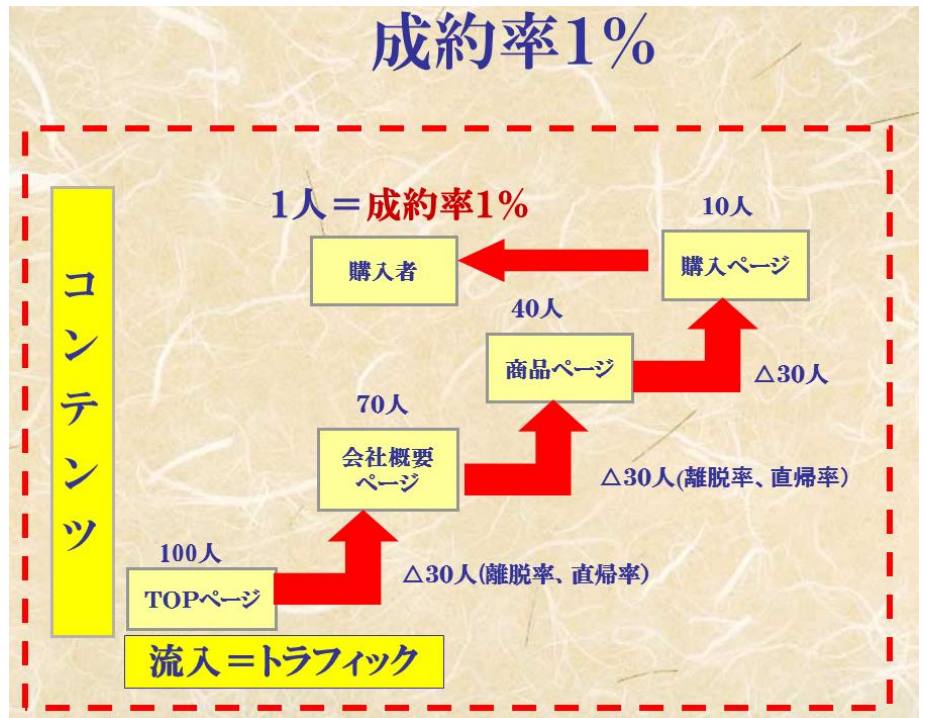 成約率1%
1人＝成約率1%
10人
購入者
購入ページ
40人
商品ページ
△30人
70人
会社概要
ページ
△30人(離脱率、直帰率)
100人
TOPページ
△30人(離脱率、直帰率)
流入＝トラフィック
コンテンツ